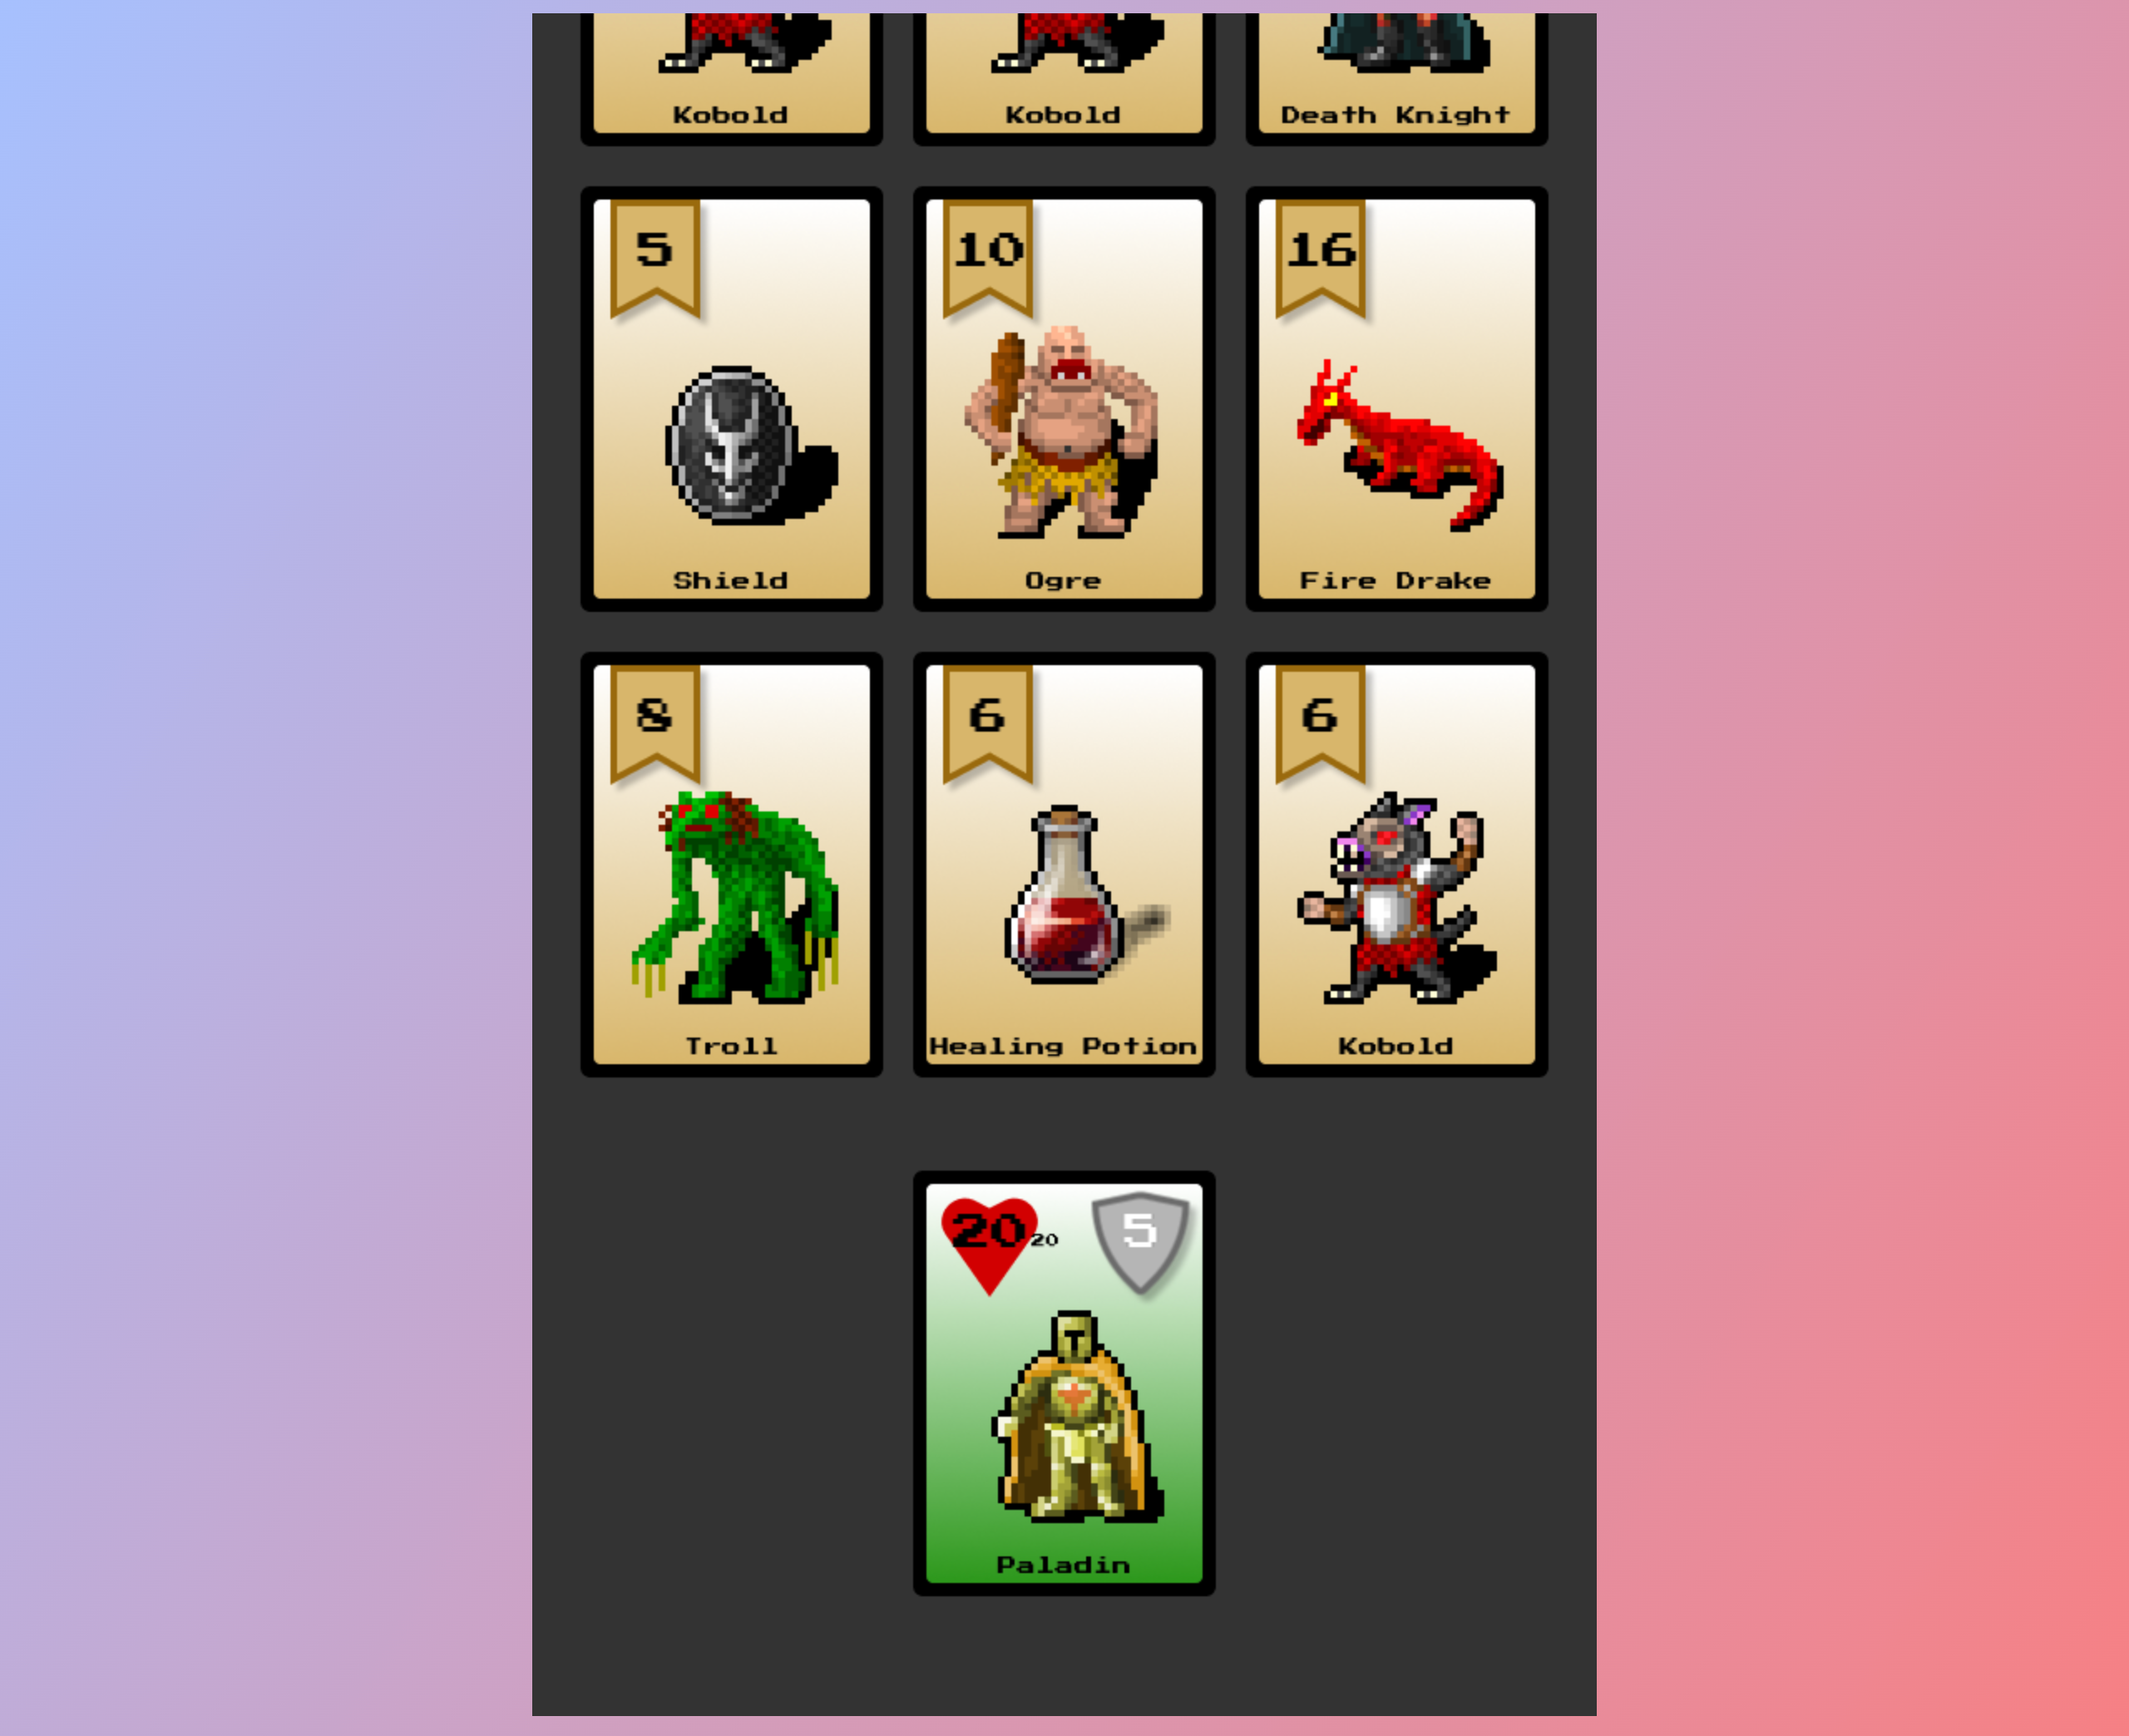 Kobold
Kobold
Death Knight
5
10
16
Shield
Ogre
Fire Drake
8
6
6
Troll
Healing Potion
Kobold
20 20
5
Paladin